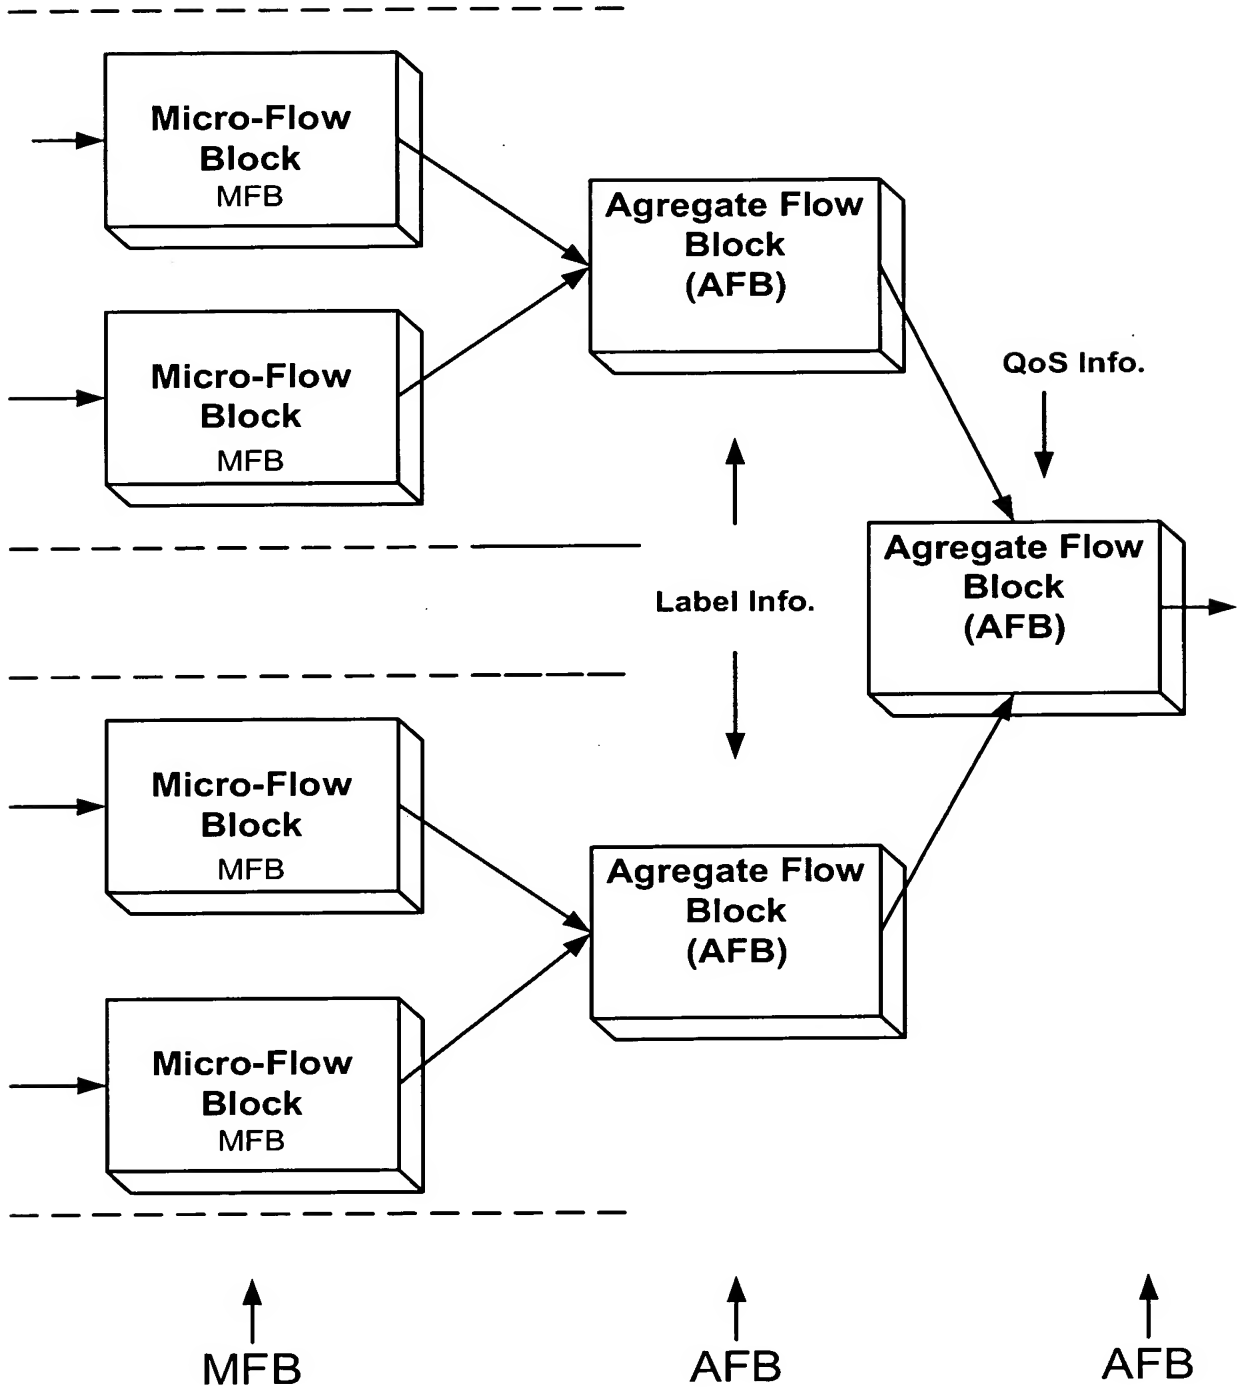 Micro-Flow
Block
MFB
Agregate Flow
Block
(AFB)
Micro-Flow
Block
MFB
QoS Info.
Agregate Flow
Block
(AFB)
Label Info.
Micro-Flow
Block
MFB
Agregate Flow
Block
(AFB)
Micro-Flow
Block
MFB
MFB
AFB
AFB